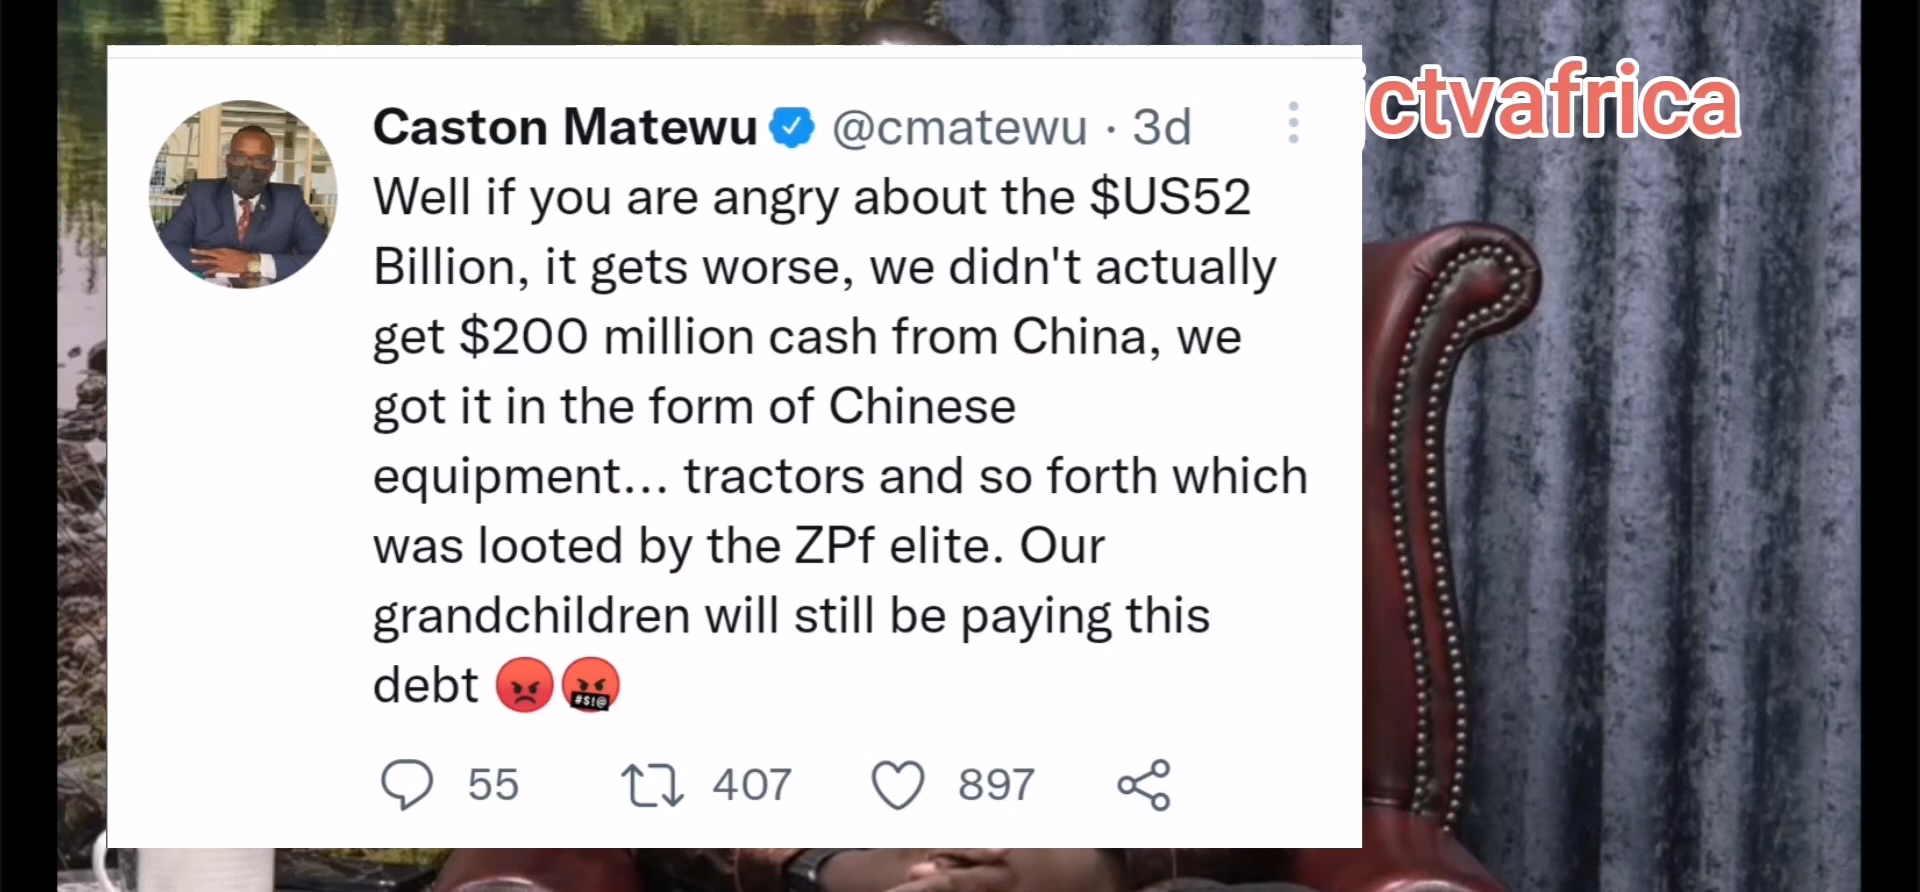 Caston Matewu @cmatewu · 3d
ctvafrica
Well if you are angry about the $US52
Billion, it gets worse, we didn't actually
get $200 million cash from China, we
got it in the form of Chinese
equipment... tractors and so forth which
was looted by the ZPf elite. Our
grandchildren will still be paying this
debt 😡🤬
55 407 897